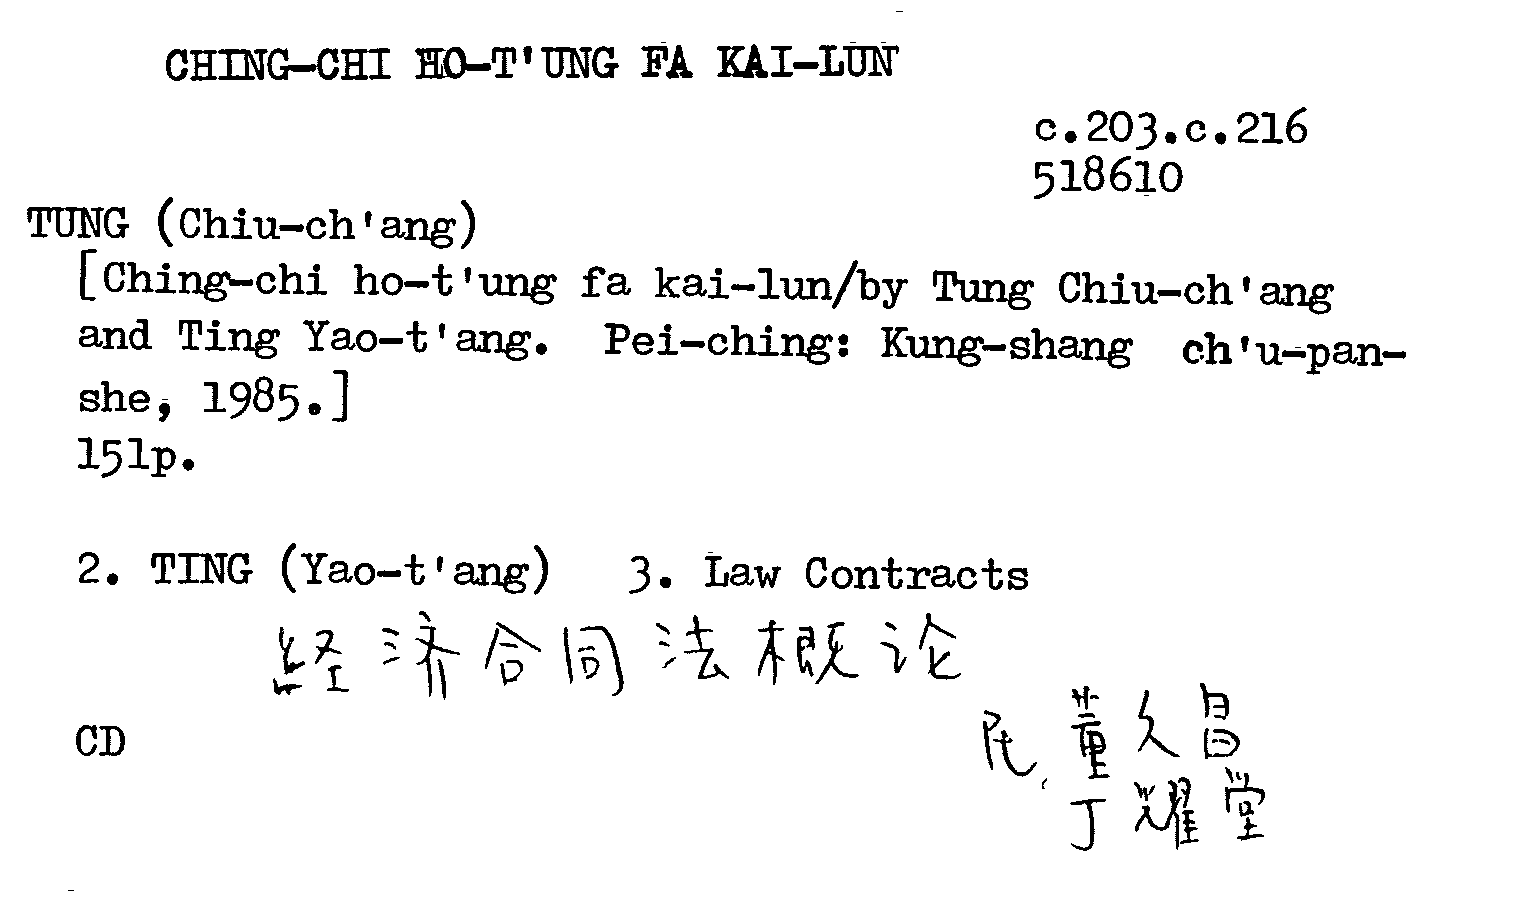 CHING-CHI HO-T'UNG FA KAI-LUN
c.203.c.216
518610
TUNG (Chiu-ch'ang)
[Ching-chi ho-t'ung fa kai-lun/by Tung Chiu-ch'ang
and Ting Yao-t'ang. Pei-ching: Kung-shang ch'u-pan-
she, 1985.]
151p.
2. TING (Yao-t'ang) 3. Law Contracts
経済合同法概论
董久昌
CD
丁耀堂